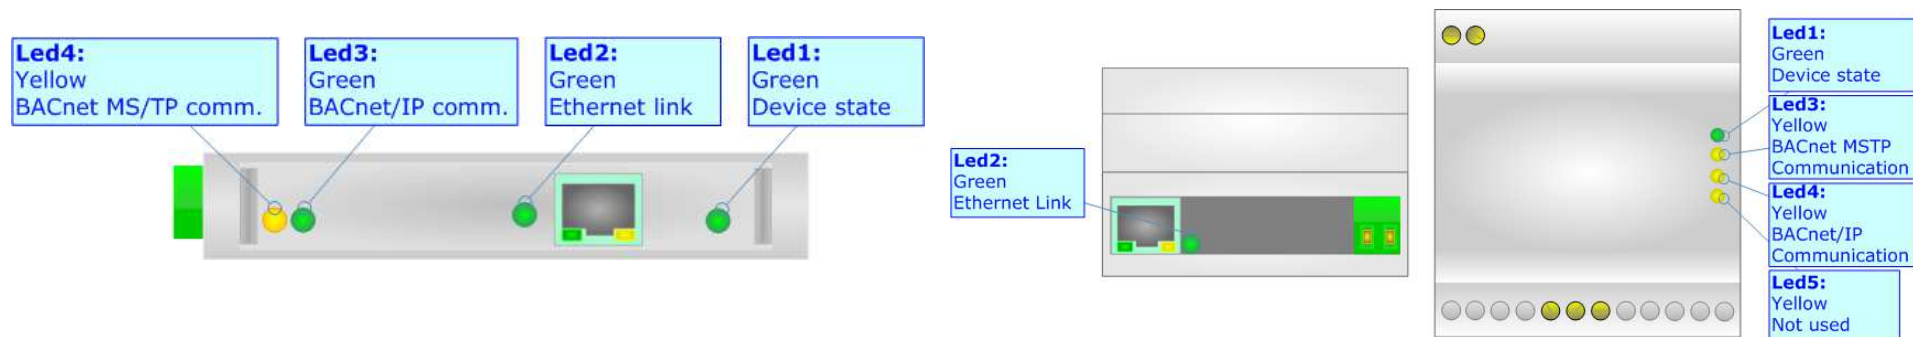 Led4:
Yellow
BACnet MS/TP comm.
Led3:
Green
BACnet/IP comm.
Led2:
Green
Ethernet link
Led1:
Green
Device state
Led2:
Green
Ethernet Link
Led1:
Green
Device state
Led3:
Yellow
BACnet MSTP
Communication
Led4:
Yellow
BACnet/IP
Communication
Led5:
Yellow
Not used